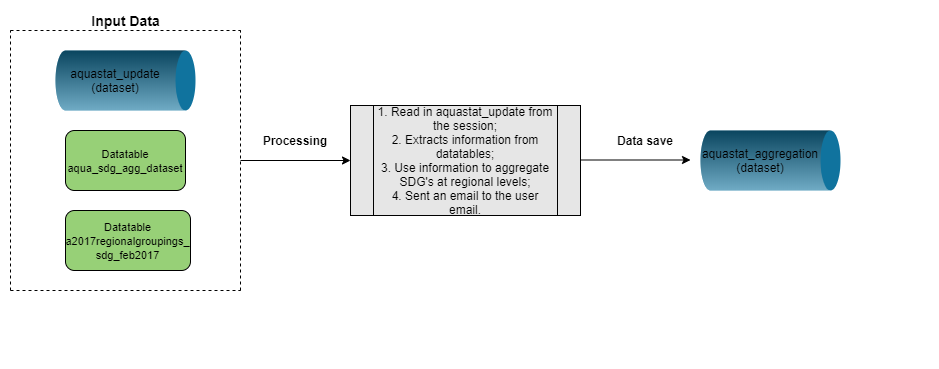 Input Data
aquastat_update
(dataset)
Datatable
aqua_sdg_agg_dataset
Datatable
a2017regionalgroupings_
sdg_feb2017
Processing
1. Read in aquastat_update from
the session;
2. Extracts information from
datatables;
3. Use information to aggregate
SDG's at regional levels;
4. Sent an email to the user
email.
Data save
aquastat_aggregation
(dataset)